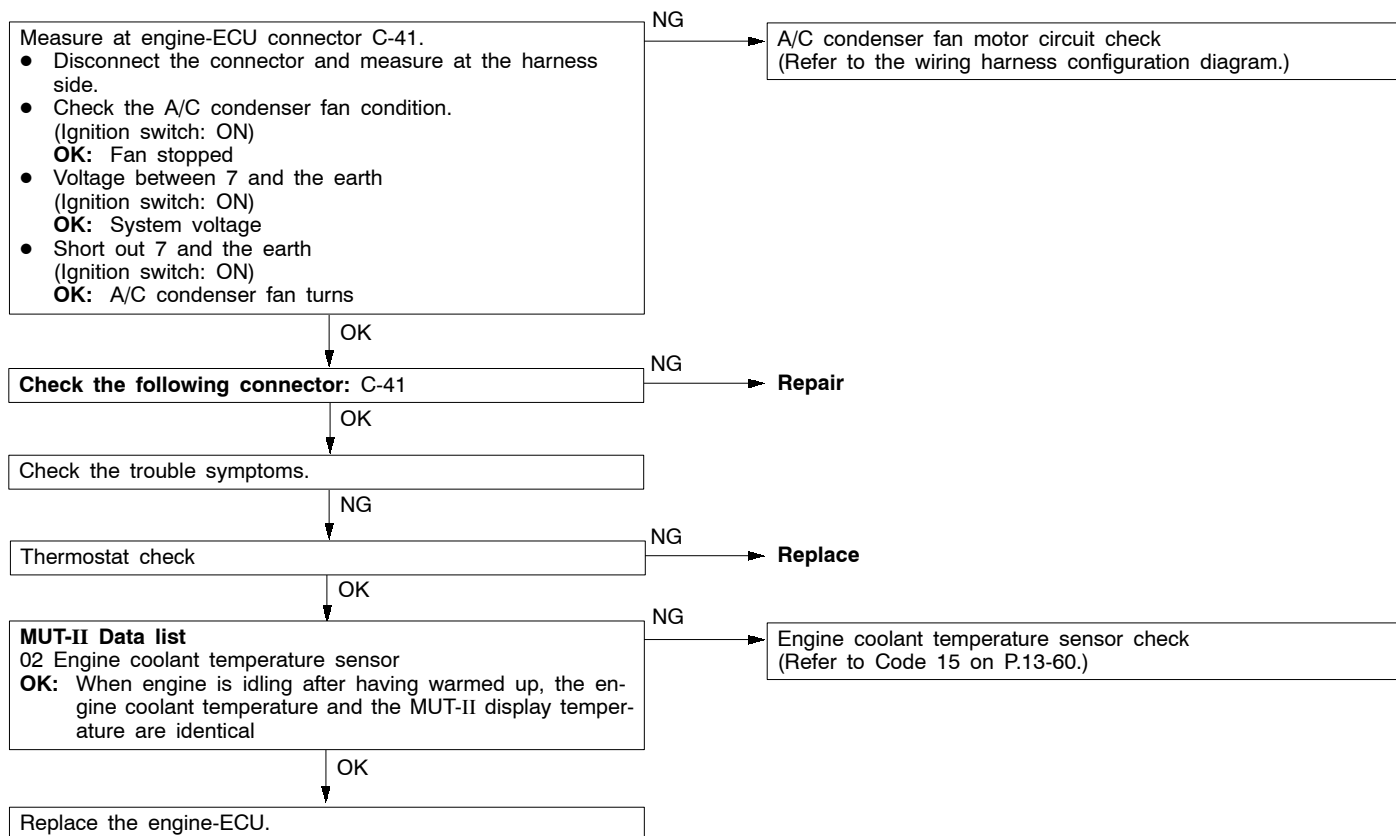 Measure at engine-ECU connector C-41.
● Disconnect the connector and measure at the harness
side.
● Check the A/C condenser fan condition.
(Ignition switch: ON)
OK: Fan stopped
● Voltage between 7 and the earth
(Ignition switch: ON)
OK: System voltage
● Short out 7 and the earth
(Ignition switch: ON)
OK: A/C condenser fan turns
NG
A/C condenser fan motor circuit check
(Refer to the wiring harness configuration diagram.)
OK
Check the following connector: C-41
NG
Repair
OK
Check the trouble symptoms.
NG
Thermostat check
NG
Replace
OK
MUT-II Data list
02 Engine coolant temperature sensor
OK: When engine is idling after having warmed up, the en-
gine coolant temperature and the MUT-II display temper-
ature are identical
NG
Engine coolant temperature sensor check
(Refer to Code 15 on P.13-60.)
OK
Replace the engine-ECU.